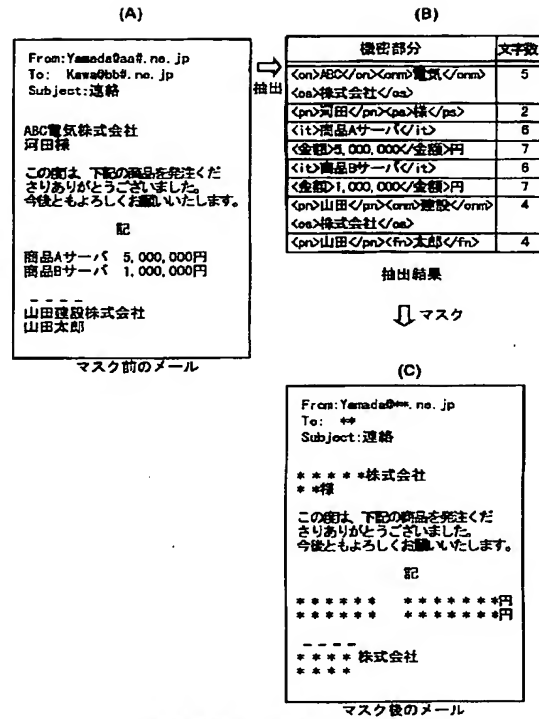 (A)
From:Yamada@aa#.ne.jp
To: Kawa@bb#.ne.jp
Subject:連絡
ABC電気株式会社
河田様
この度は、下記の商品を発注くだ
さりありがとうございました。
今後ともよろしくお願いいたします。
記
商品Aサーバ 5,000,000円
商品Bサーバ 1,000,000円
----
山田建設株式会社
山田太郎
マスク前のメール
抽出
(B)
機密部分 文字数
<on>ABC</on><onm>電気</onm> 5
<os>株式会社</os>
<pn>河田</pn><ps>様</ps> 2
<it>商品Aサーバ</it> 6
<金額>5,000,000</金額>円 7
<it>商品Bサーバ</it> 6
<金額>1,000,000</金額>円 7
<pn>山田</pn><onm>建設</onm> 4
<os>株式会社</os>
<pn>山田</pn><fn>太郎</fn> 4
抽出結果
マスク
(C)
From:Yamada@**.ne.jp
To: **
Subject:連絡
*****株式会社
**様
この度は、下記の商品を発注くだ
さりありがとうございました。
今後ともよろしくお願いいたします。
記
****** *******円
****** *******円
----
****株式会社
****
マスク後のメール